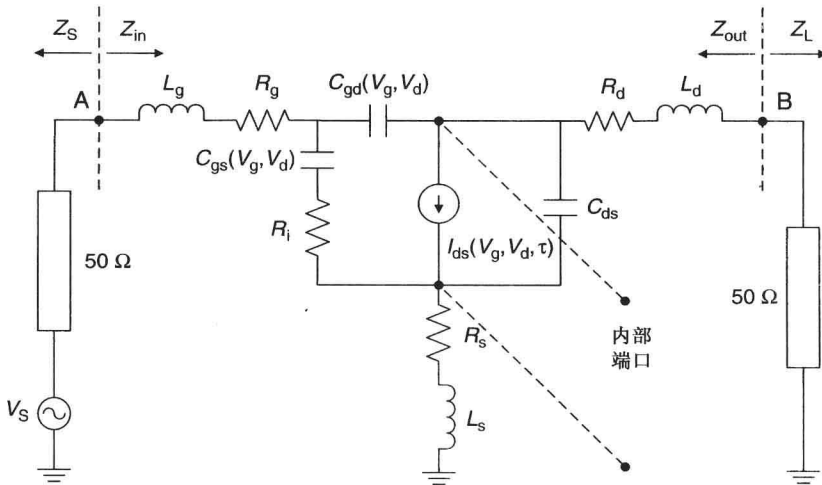 Z_S
Z_in
Z_out
Z_L
A
L_g
R_g
C_gd(V_g, V_d)
R_d
L_d
B
C_gs(V_g, V_d)
R_i
C_ds
I_ds(V_g, V_d, τ)
50 Ω
50 Ω
内部
端口
R_s
V_S
L_s